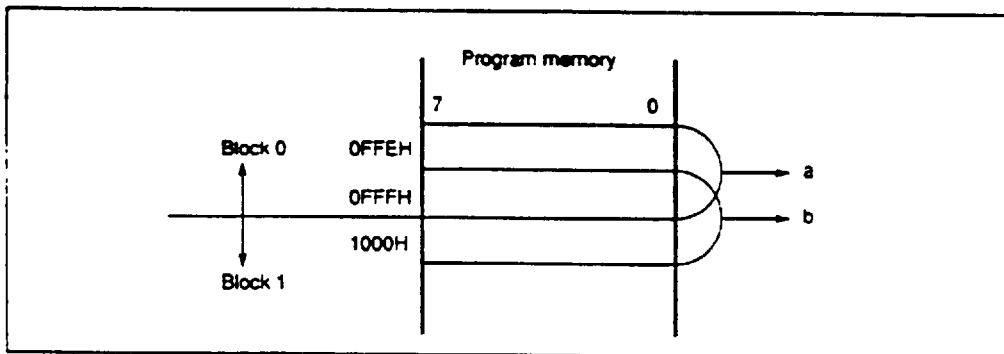 Program memory
7 0
Block 0 0FFEH
a
0FFFH
b
1000H
Block 1